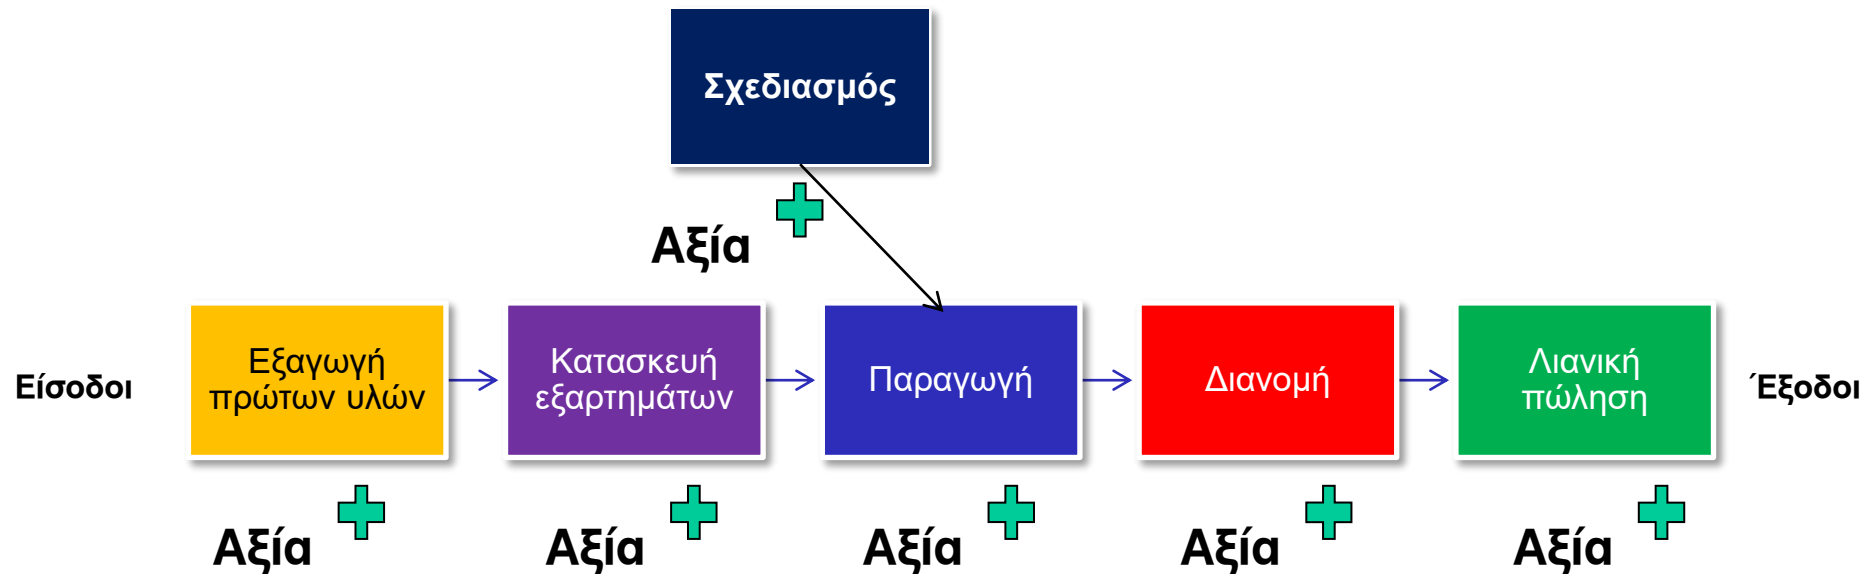 Σχεδιασμός
Αξία
Είσοδοι
Εξαγωγή
πρώτων υλών
Κατασκευή
εξαρτημάτων
Παραγωγή
Διανομή
Λιανική
πώληση
Έξοδοι
Αξία
Αξία
Αξία
Αξία
Αξία